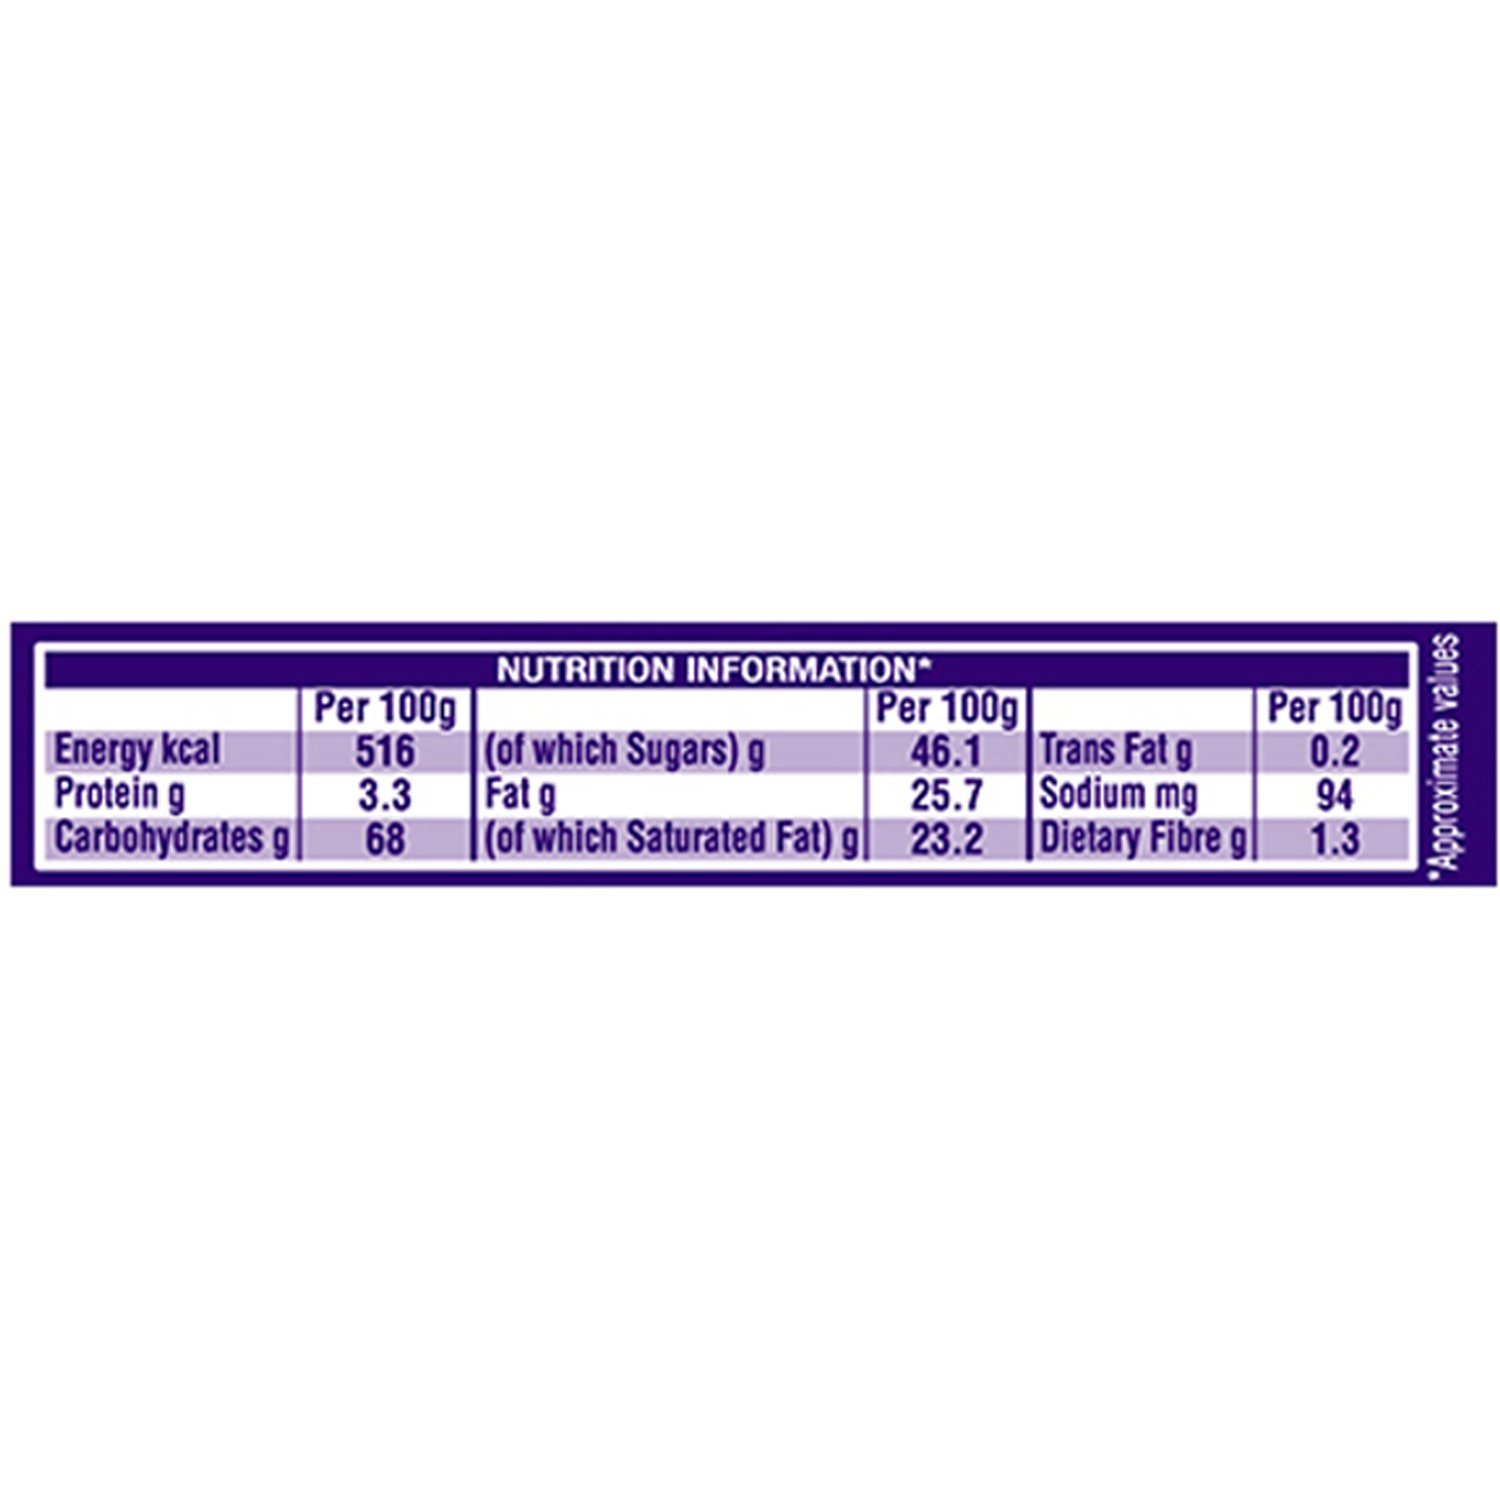 NUTRITION INFORMATION*
Per 100g Per 100g Per 100g
Energy kcal 516 (of which Sugars) g 46.1 Trans Fat g 0.2
Protein g 3.3 Fat g 25.7 Sodium mg 94
Carbohydrates g 68 (of which Saturated Fat) g 23.2 Dietary Fibre g 1.3
*Approximate values